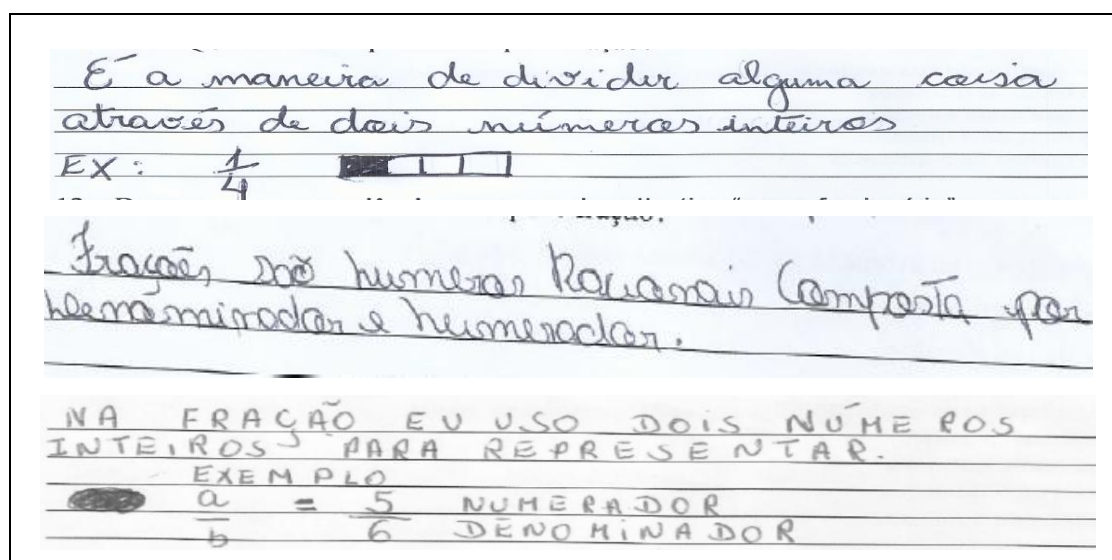 É a maneira de dividir alguma coisa
através de dois números inteiros
EX: 1/4
Frações são numeros Racionais Composta por
denominador e numerador.
NA FRAÇÃO EU USO DOIS NÚMEROS
INTEIROS PARA REPRESENTAR.
EXEMPLO
a/b = 5/6 NUMERADOR DENOMINADOR